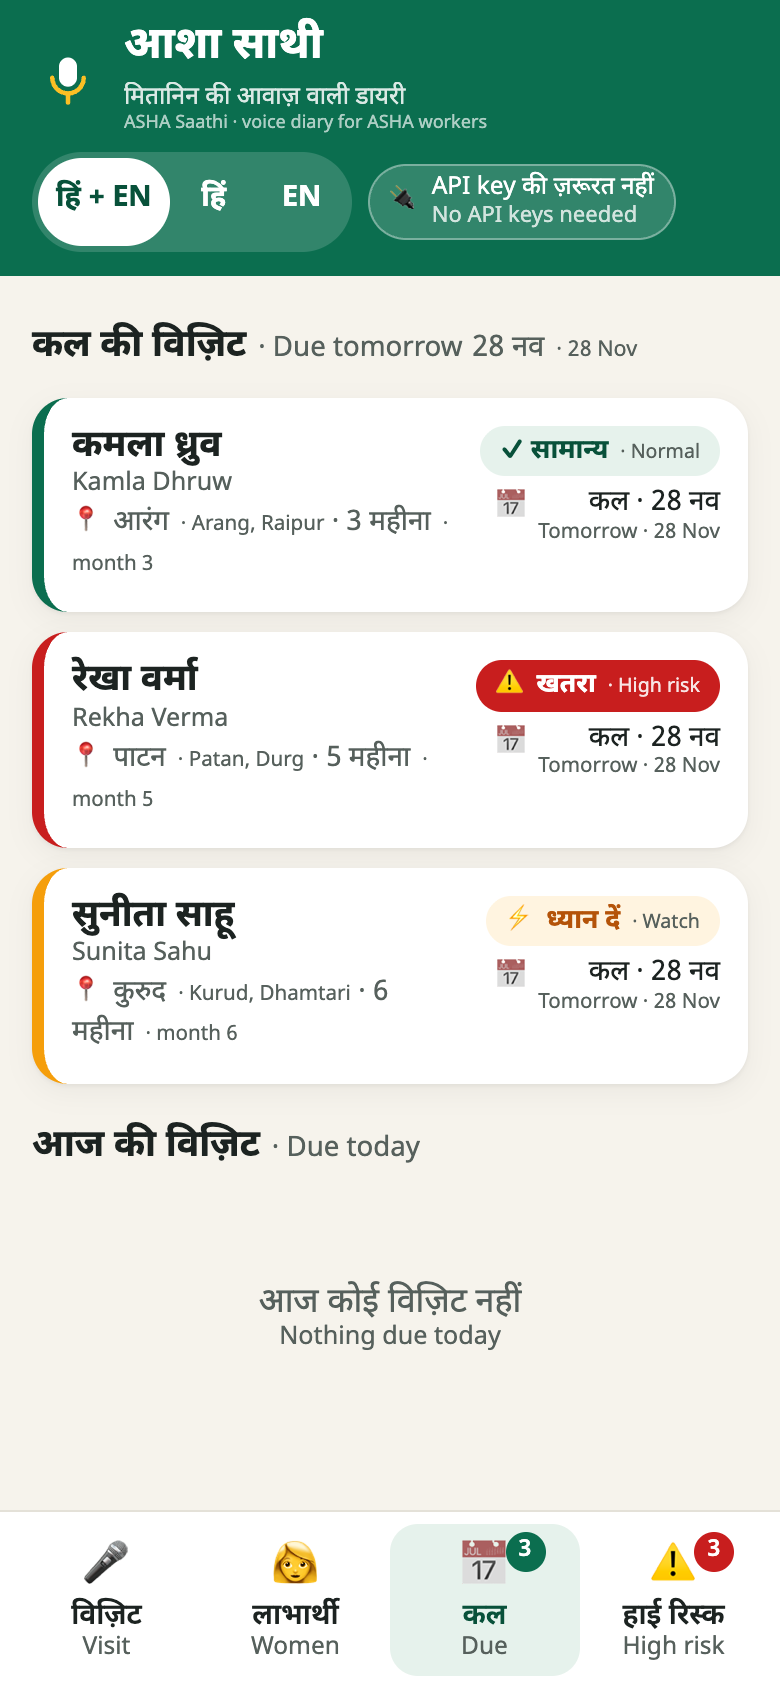 आशा साथी
मितानिन की आवाज़ वाली डायरी
ASHA Saathi · voice diary for ASHA workers
हिं + EN हिं EN
API key की ज़रूरत नहीं
No API keys needed
कल की विज़िट · Due tomorrow 28 नव · 28 Nov
कमला ध्रुव
✓ सामान्य · Normal
Kamla Dhruw
आरंग · Arang, Raipur · 3 महीना ·
month 3
JUL 17 कल · 28 नव
Tomorrow · 28 Nov
रेखा वर्मा
खतरा · High risk
Rekha Verma
पाटन · Patan, Durg · 5 महीना ·
month 5
JUL 17 कल · 28 नव
Tomorrow · 28 Nov
सुनीता साहू
ध्यान दें · Watch
Sunita Sahu
कुरुद · Kurud, Dhamtari · 6
महीना · month 6
JUL 17 कल · 28 नव
Tomorrow · 28 Nov
आज की विज़िट · Due today
आज कोई विज़िट नहीं
Nothing due today
विज़िट
Visit
लाभार्थी
Women
JUL 17 3
कल
Due
3
हाई रिस्क
High risk